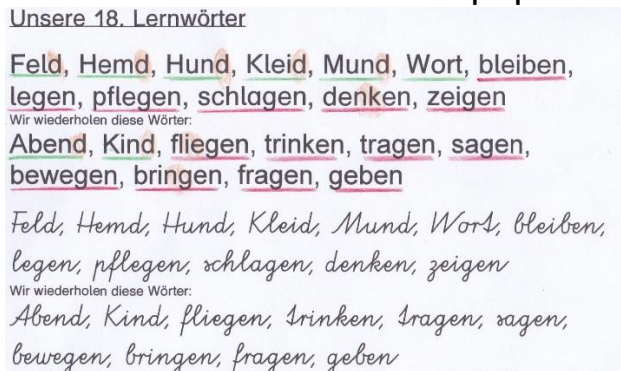 Unsere 18. Lernwörter
Feld, Hemd, Hund, Kleid, Mund, Wort, bleiben,
legen, pflegen, schlagen, denken, zeigen
Wir wiederholen diese Wörter:
Abend, Kind, fliegen, trinken, tragen, sagen,
bewegen, bringen, fragen, geben
Feld, Hemd, Hund, Kleid, Mund, Wort, bleiben,
legen, pflegen, schlagen, denken, zeigen
Wir wiederholen diese Wörter:
Abend, Kind, fliegen, trinken, tragen, sagen,
bewegen, bringen, fragen, geben